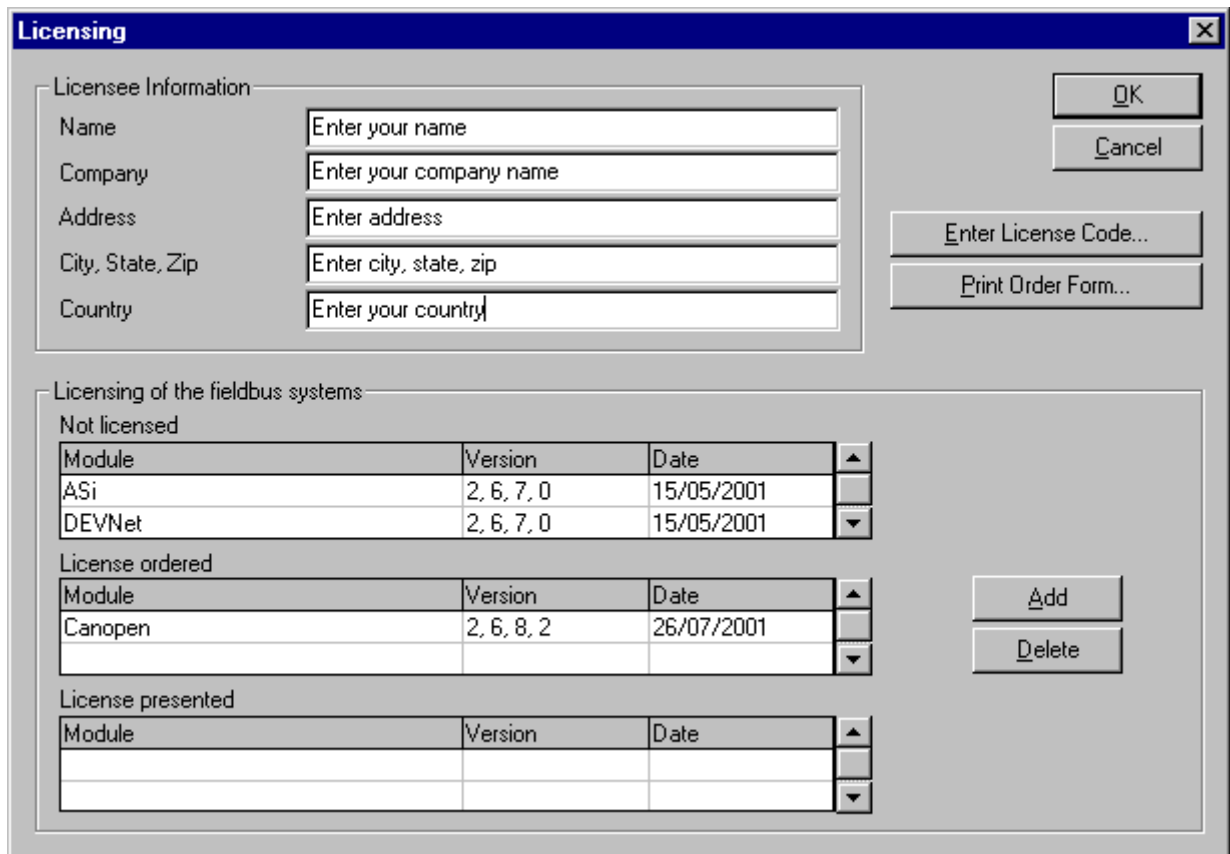 Licensing
Licensee Information
Name Enter your name
Company Enter your company name
Address Enter address
City, State, Zip Enter city, state, zip
Country Enter your country
OK
Cancel
Enter License Code...
Print Order Form...
Licensing of the fieldbus systems
Not licensed
Module Version Date
ASi 2, 6, 7, 0 15/05/2001
DEVNet 2, 6, 7, 0 15/05/2001
License ordered
Module Version Date
Canopen 2, 6, 8, 2 26/07/2001
Add
Delete
License presented
Module Version Date